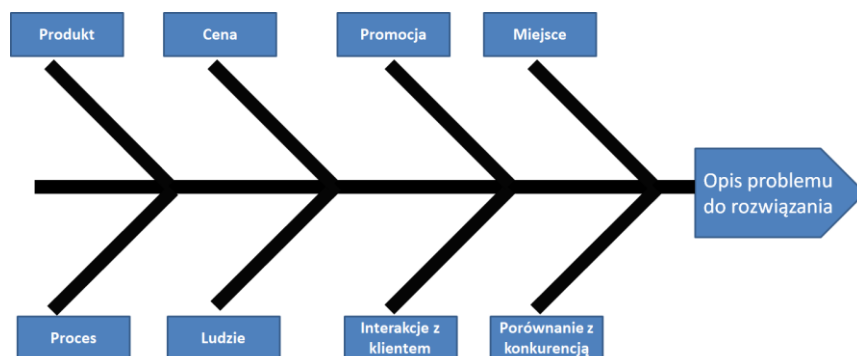 Produkt
Cena
Promocja
Miejsce
Opis problemu
do rozwiązania
Proces
Ludzie
Interakcje z
klientem
Porównanie z
konkurencją